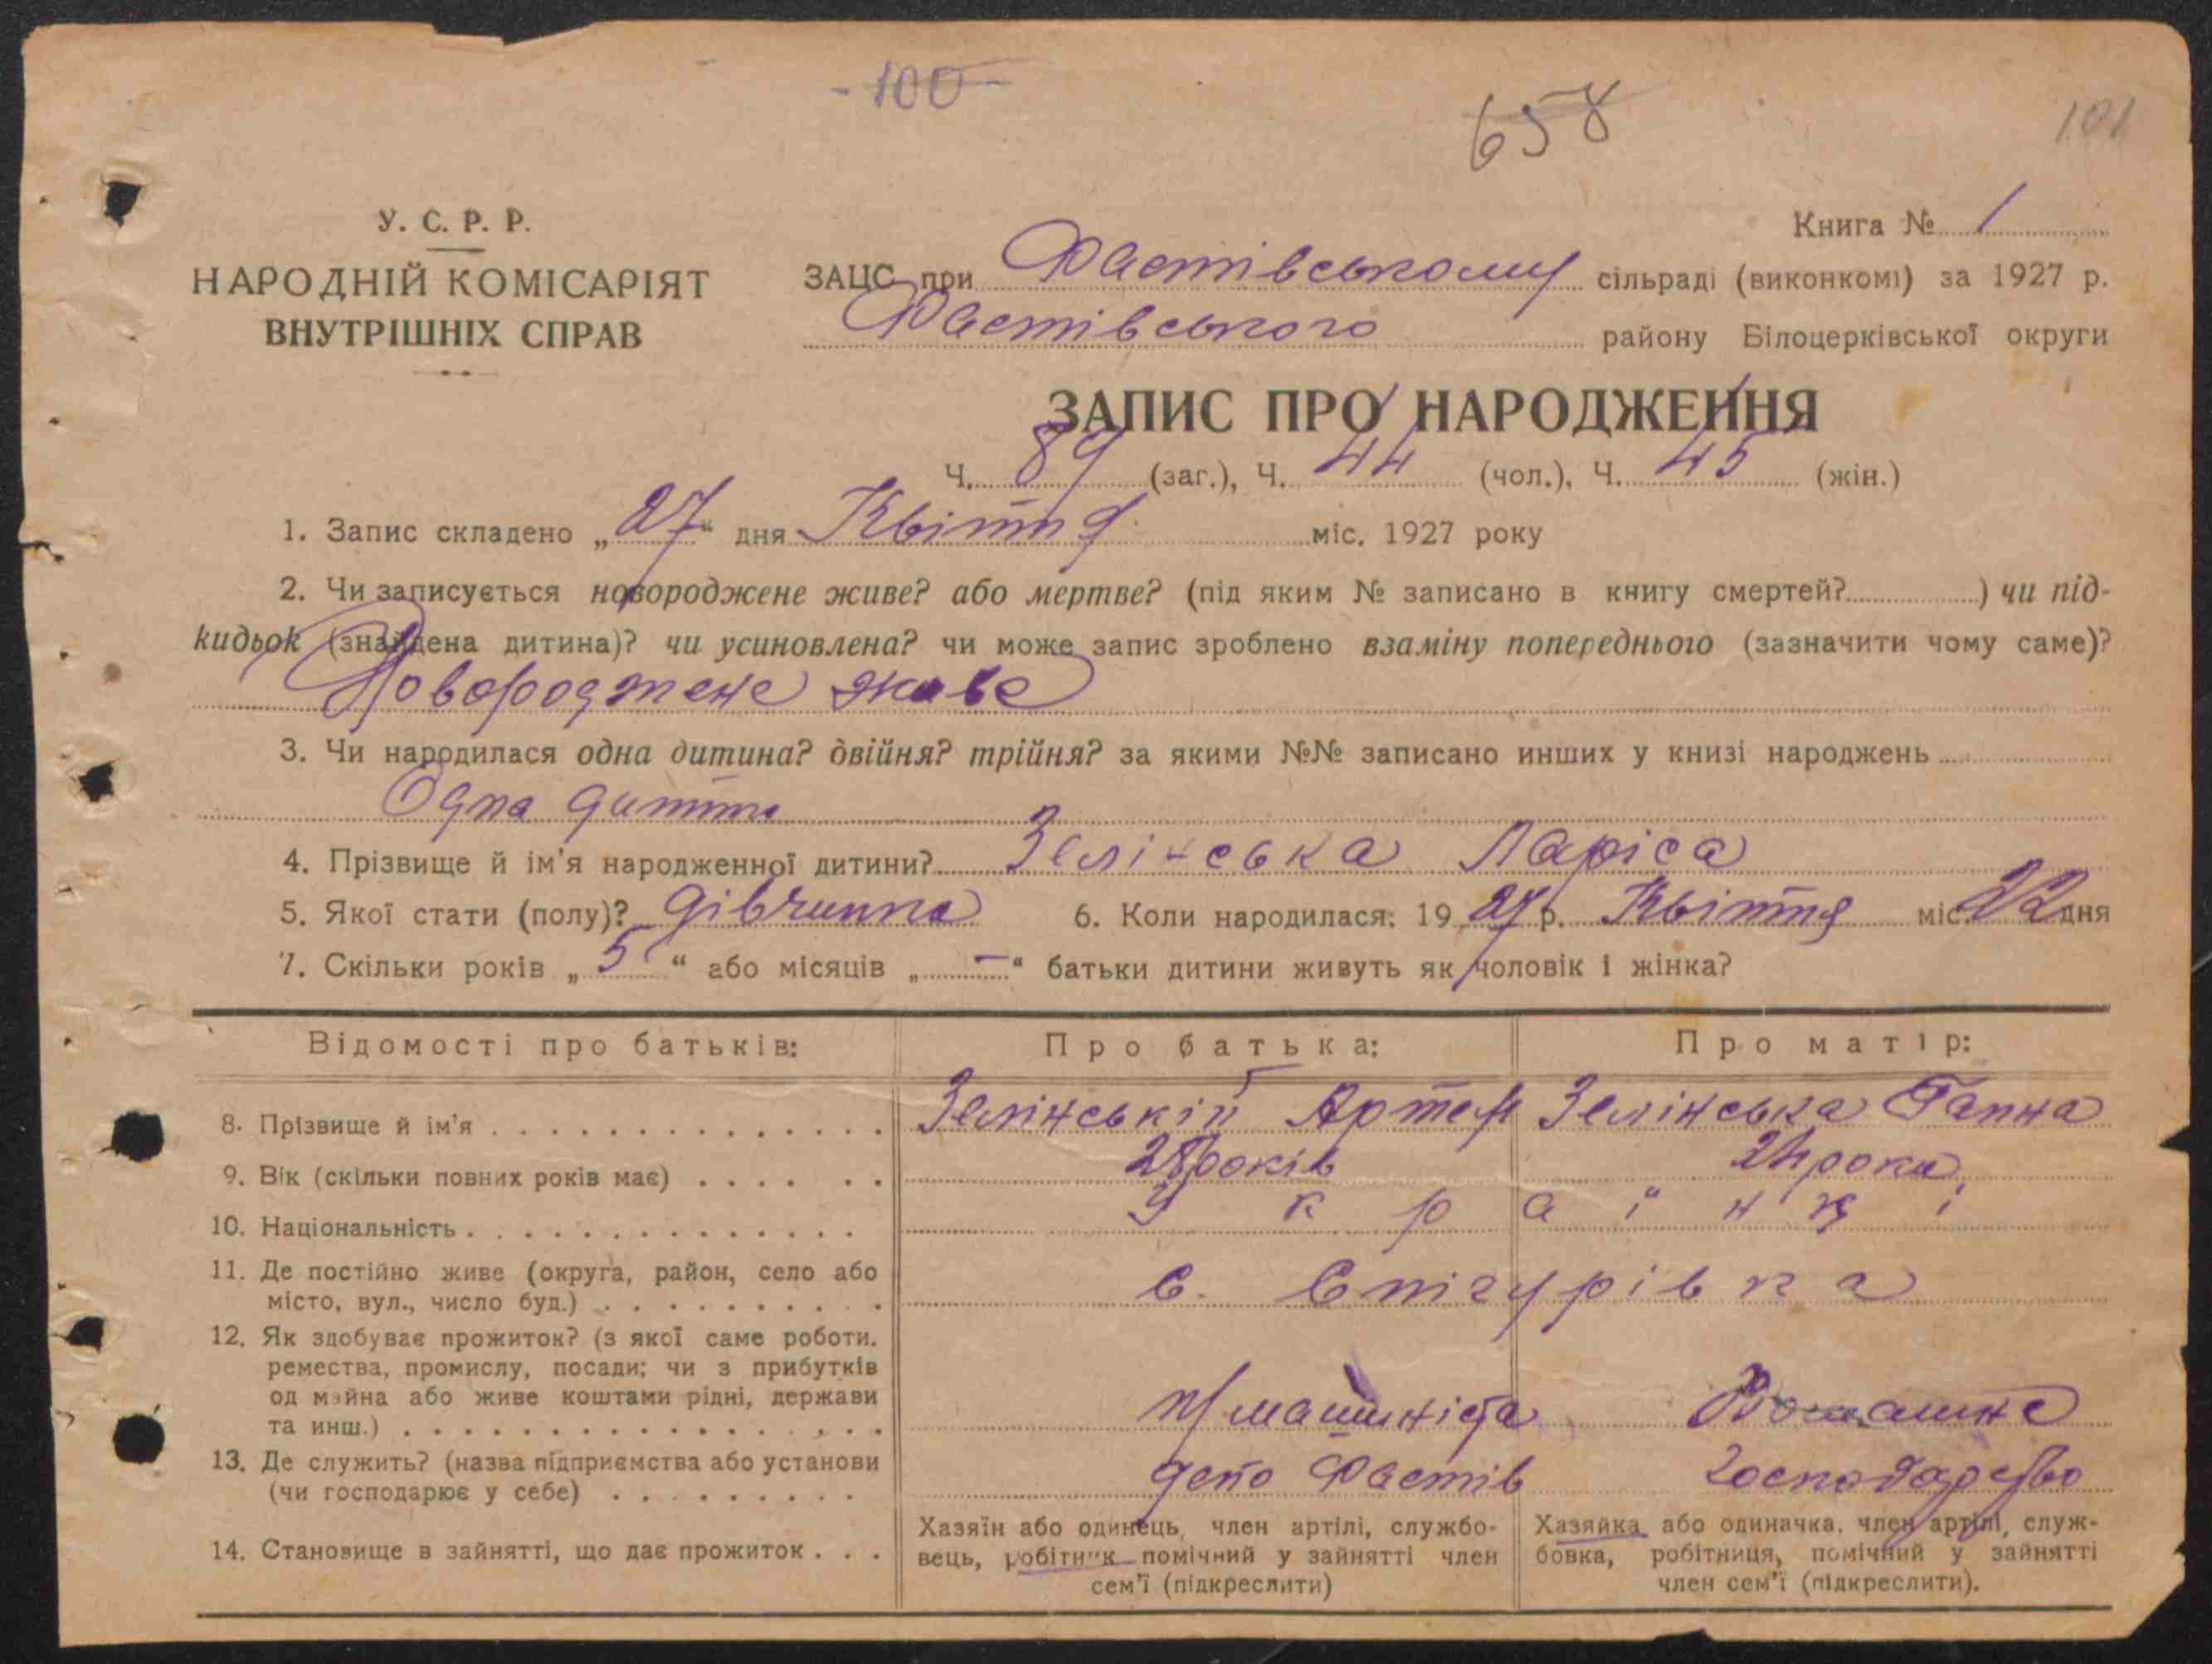 - 100 -
658
101
У. С. Р. Р.
НАРОДНІЙ КОМІСАРІЯТ
ВНУТРІШНІХ СПРАВ
Книга № 1
ЗАЦС при Фастівському сільраді (виконкомі) за 1927 р.
Фастівського району Білоцерківської округи
ЗАПИС ПРО НАРОДЖЕННЯ
Ч. 89 (заг.), Ч. 44 (чол.), Ч. 45 (жін.)
1. Запис складено „27“ дня Квітня міс. 1927 року
2. Чи записується новороджене живе? або мертве? (під яким № записано в книгу смертей?) чи під-
кидьок (знайдена дитина)? чи усиновлена? чи може запис зроблено взаміну попереднього (зазначити чому саме)?
Новороджене живе
3. Чи народилася одна дитина? двійня? трійня? за якими №№ записано инших у книзі народжень
Одна
4. Прізвище й ім'я народженної дитини? Зелінська Ларіса
5. Якої стати (полу)? дівчинка 6. Коли народилася: 1927 р. Квітня міс. 22 дня
7. Скільки років „5“ або місяців „—“ батьки дитини живуть як чоловік і жінка?
Відомості про батьків: Про батька: Про матір:
8. Прізвище й ім'я Зелінській Артем Зелінська Ганна
9. Вік (скільки повних років має) 28 років 24 роки
10. Національність Українці
11. Де постійно живе (округа, район, село або
місто, вул., число буд.) с. Снігурівка
12. Як здобуває прожиток? (з якої саме роботи,
ремества, промислу, посади; чи з прибутків
од майна або живе коштами рідні, держави
та инш.) п/машиніста Домашнє
13. Де служить? (назва підприємства або установи
(чи господарює у себе) депо Фастів господарство
14. Становище в зайнятті, що дає прожиток
Хазяїн або одинець, член артілі, службо-
вець, робітник помічний у зайнятті член
сем'ї (підкреслити)
Хазяйка або одиначка, член артілі, служ-
бовка, робітниця, помічний у зайнятті
член сем'ї (підкреслити).